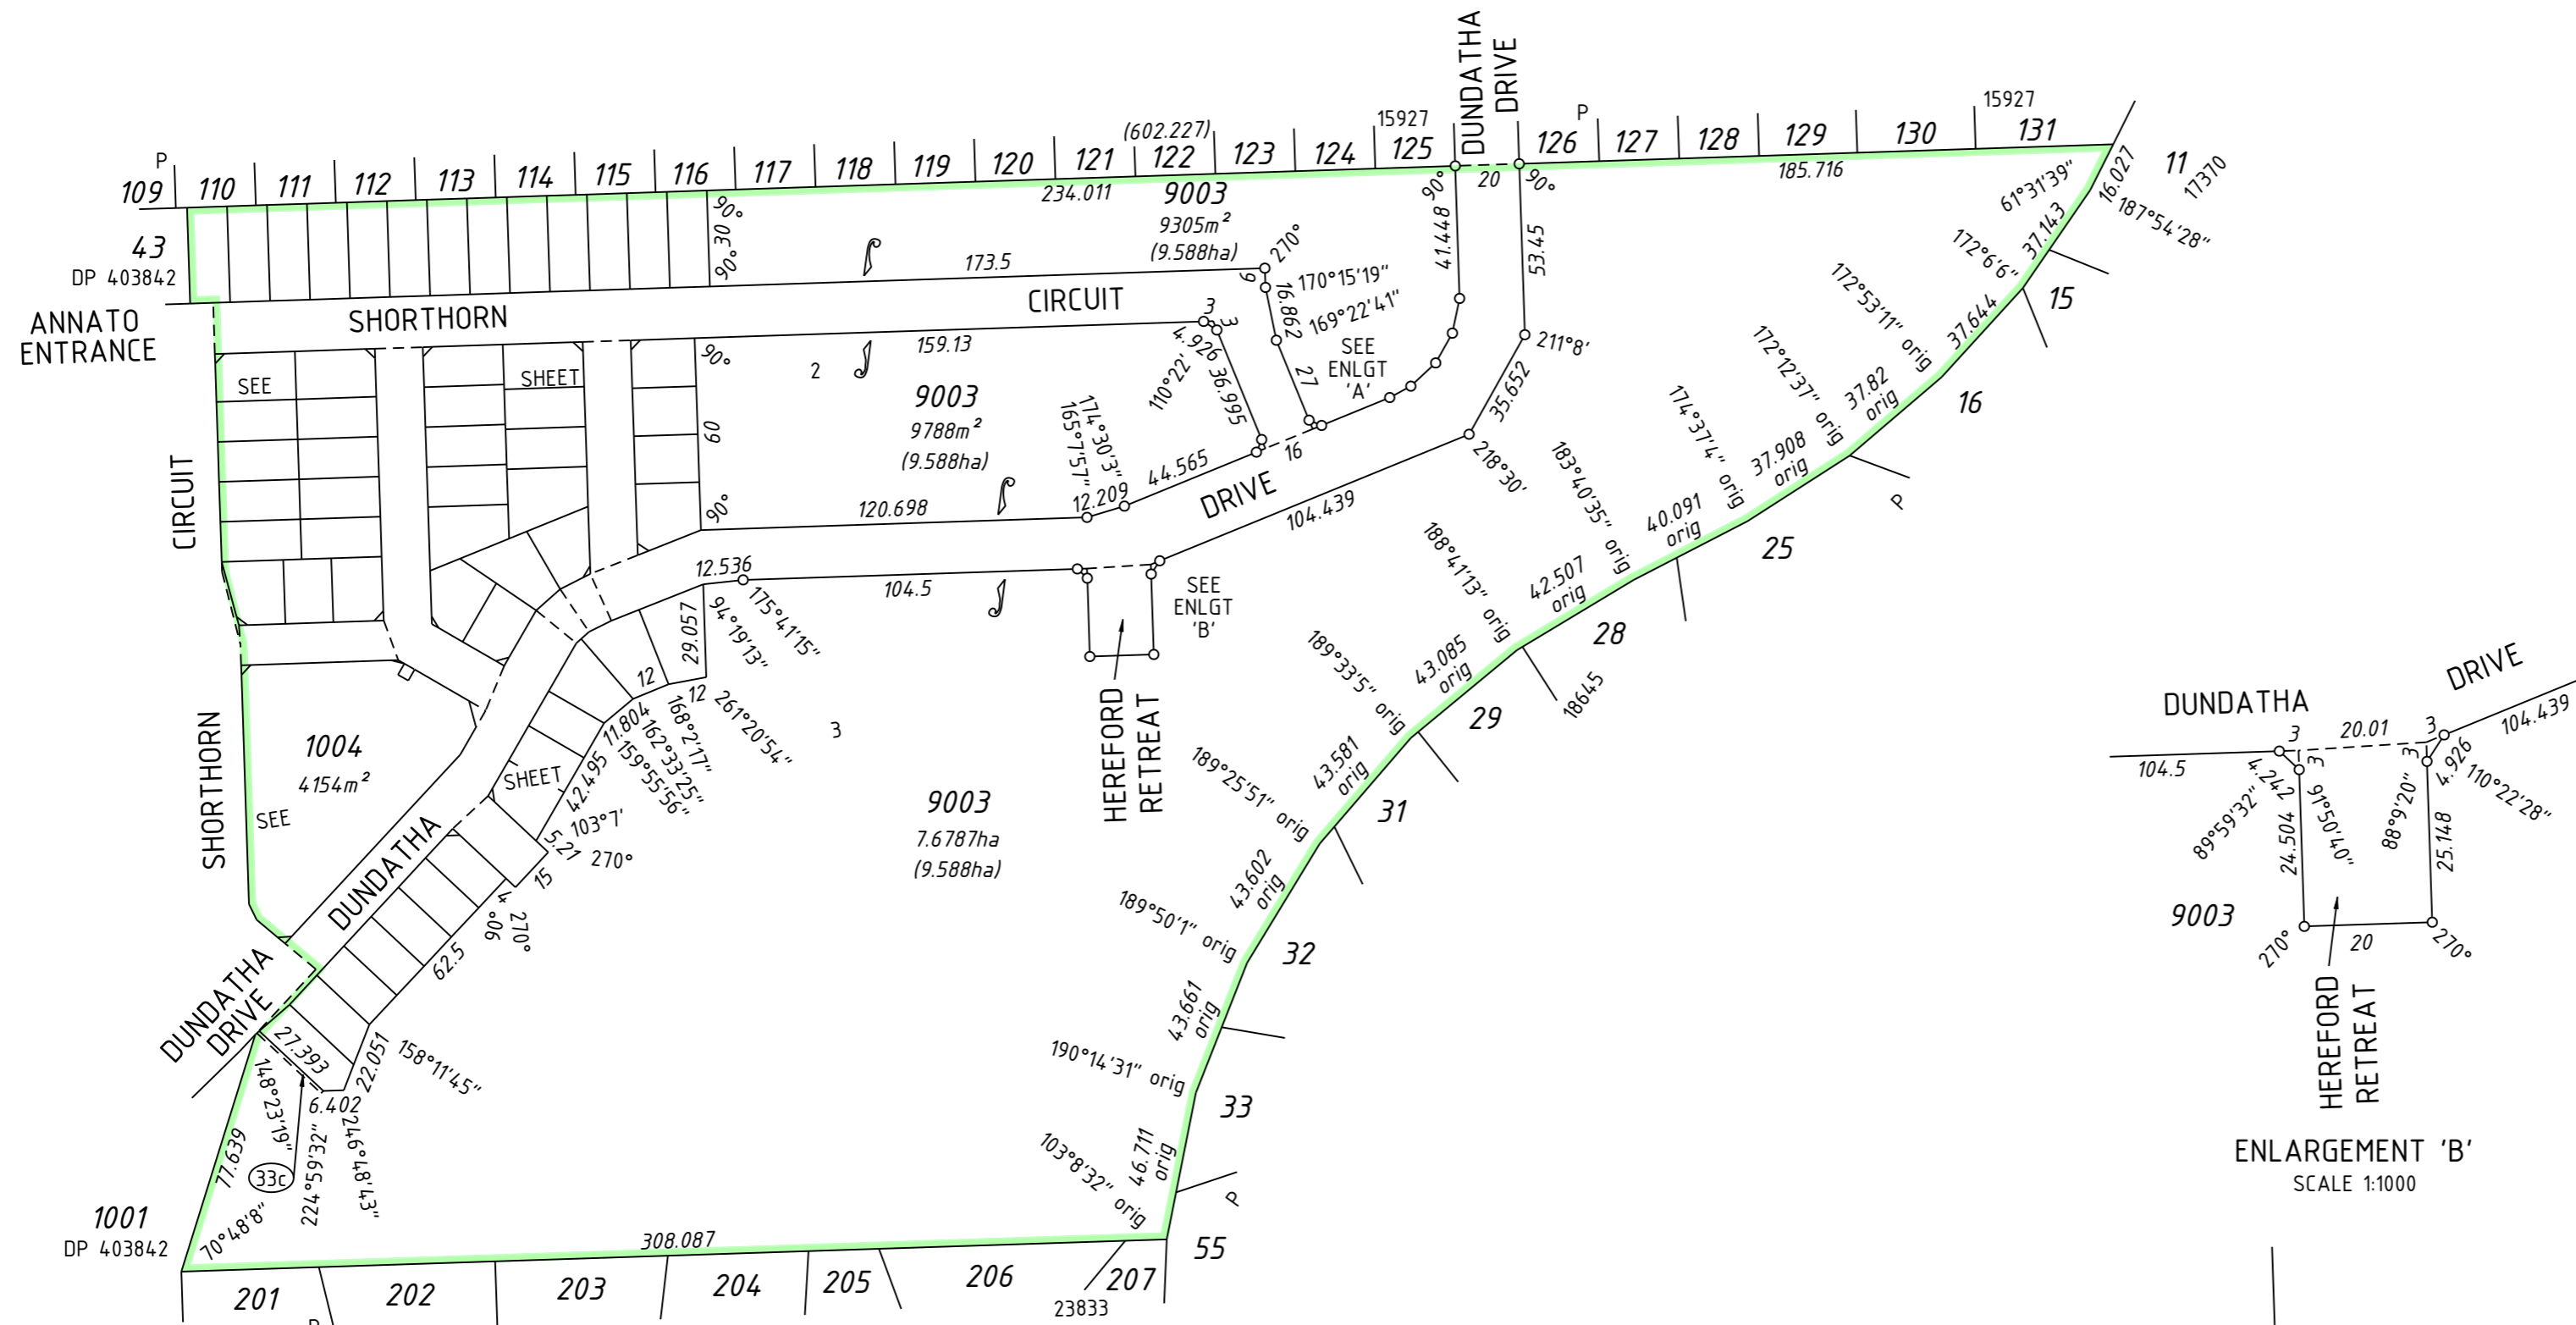 DUNDATHA
DRIVE
15927
P
15927
(602.227)
P
109
110
111
112
113
114
115
116
117
118
119
120
121
122
123
124
125
126
127
128
129
130
131
11
17370
234.011
20
185.716
61°31'39"
16.027
187°54'28"
43
DP 403842
90°
30
90°
9003
9305m²
(9.588ha)
90°
90°
41.448
53.45
173.5
270°
6
16.862
170°15'19"
169°22'41"
172°6'6"
37.143
15
ANNATO
ENTRANCE
SHORTHORN
CIRCUIT
3
3
4.926
110°22'
36.995
27
SEE
ENLGT
'A'
211°8'
172°53'11" orig
37.644
159.13
90°
2
SEE
SHEET
9003
9788m²
(9.588ha)
60
90°
174°30'3"
165°7'57"
16
35.652
218°30'
172°12'37" orig
37.82
orig
16
CIRCUIT
120.698
12.209
44.565
DRIVE
104.439
174°37'4" orig
37.908
orig
P
183°40'35" orig
40.091
orig
25
12.536
104.5
175°41'15"
94°19'13"
29.057
SEE
ENLGT
'B'
188°41'13" orig
42.507
orig
28
18645
12
12
261°20'54"
168°2'17"
162°33'25"
159°55'56"
11.804
3
HEREFORD
RETREAT
189°33'5" orig
43.085
orig
29
SHORTHORN
1004
4154m²
SEE
SHEET
42.495
103°7'
5.21
270°
15
4
270°
90°
62.5
9003
7.6787ha
(9.588ha)
189°25'51" orig
43.581
orig
31
DUNDATHA
189°50'1" orig
43.602
orig
32
DUNDATHA
DRIVE
27.393
22.051
158°11'45"
6.402
148°23'19"
224°59'32"
246°48'43"
33c
77.639
70°48'8"
190°14'31" orig
43.661
orig
33
103°8'32" orig
46.711
orig
P
1001
DP 403842
308.087
55
201
202
203
204
205
206
207
23833
DUNDATHA
DRIVE
104.439
104.5
3
20.01
3
3
3
4.242
4.926
89°59'32"
91°50'40"
88°9'20"
110°22'28"
24.504
25.148
9003
270°
20
270°
HEREFORD
RETREAT
ENLARGEMENT 'B'
SCALE 1:1000